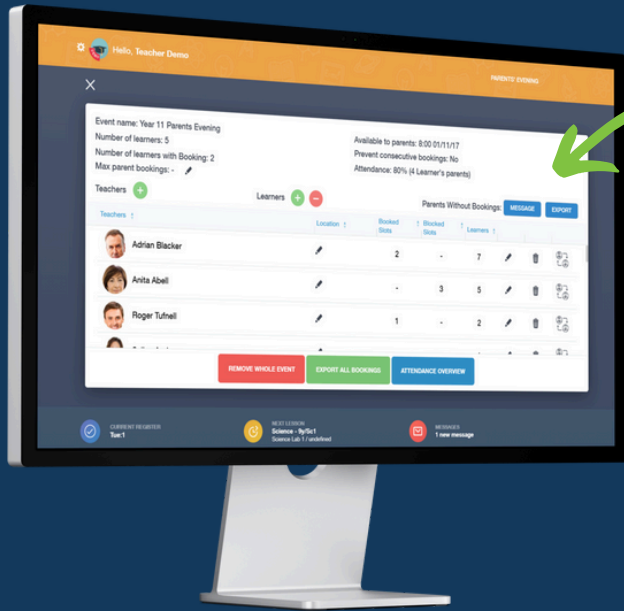 Hello, Teacher Demo
PARENTS' EVENING
Event name: Year 11 Parents Evening
Number of learners: 5
Number of learners with Booking: 2
Max parent bookings: -
Available to parents: 8:00 01/11/17
Prevent consecutive bookings: No
Attendance: 80% (4 Learner's parents)
Teachers
Learners
Parents Without Bookings: MESSAGE EXPORT
Teachers Location Booked Slots Blocked Slots Learners
Adrian Blacker 2 - 7
Anita Abell - 3 5
Roger Tufnell 1 - 2
REMOVE WHOLE EVENT EXPORT ALL BOOKINGS ATTENDANCE OVERVIEW
CURRENT REGISTER
Tue:1
NEXT LESSON
Science - 9y/Sc1
Science Lab 1 / undefined
MESSAGES
1 new message